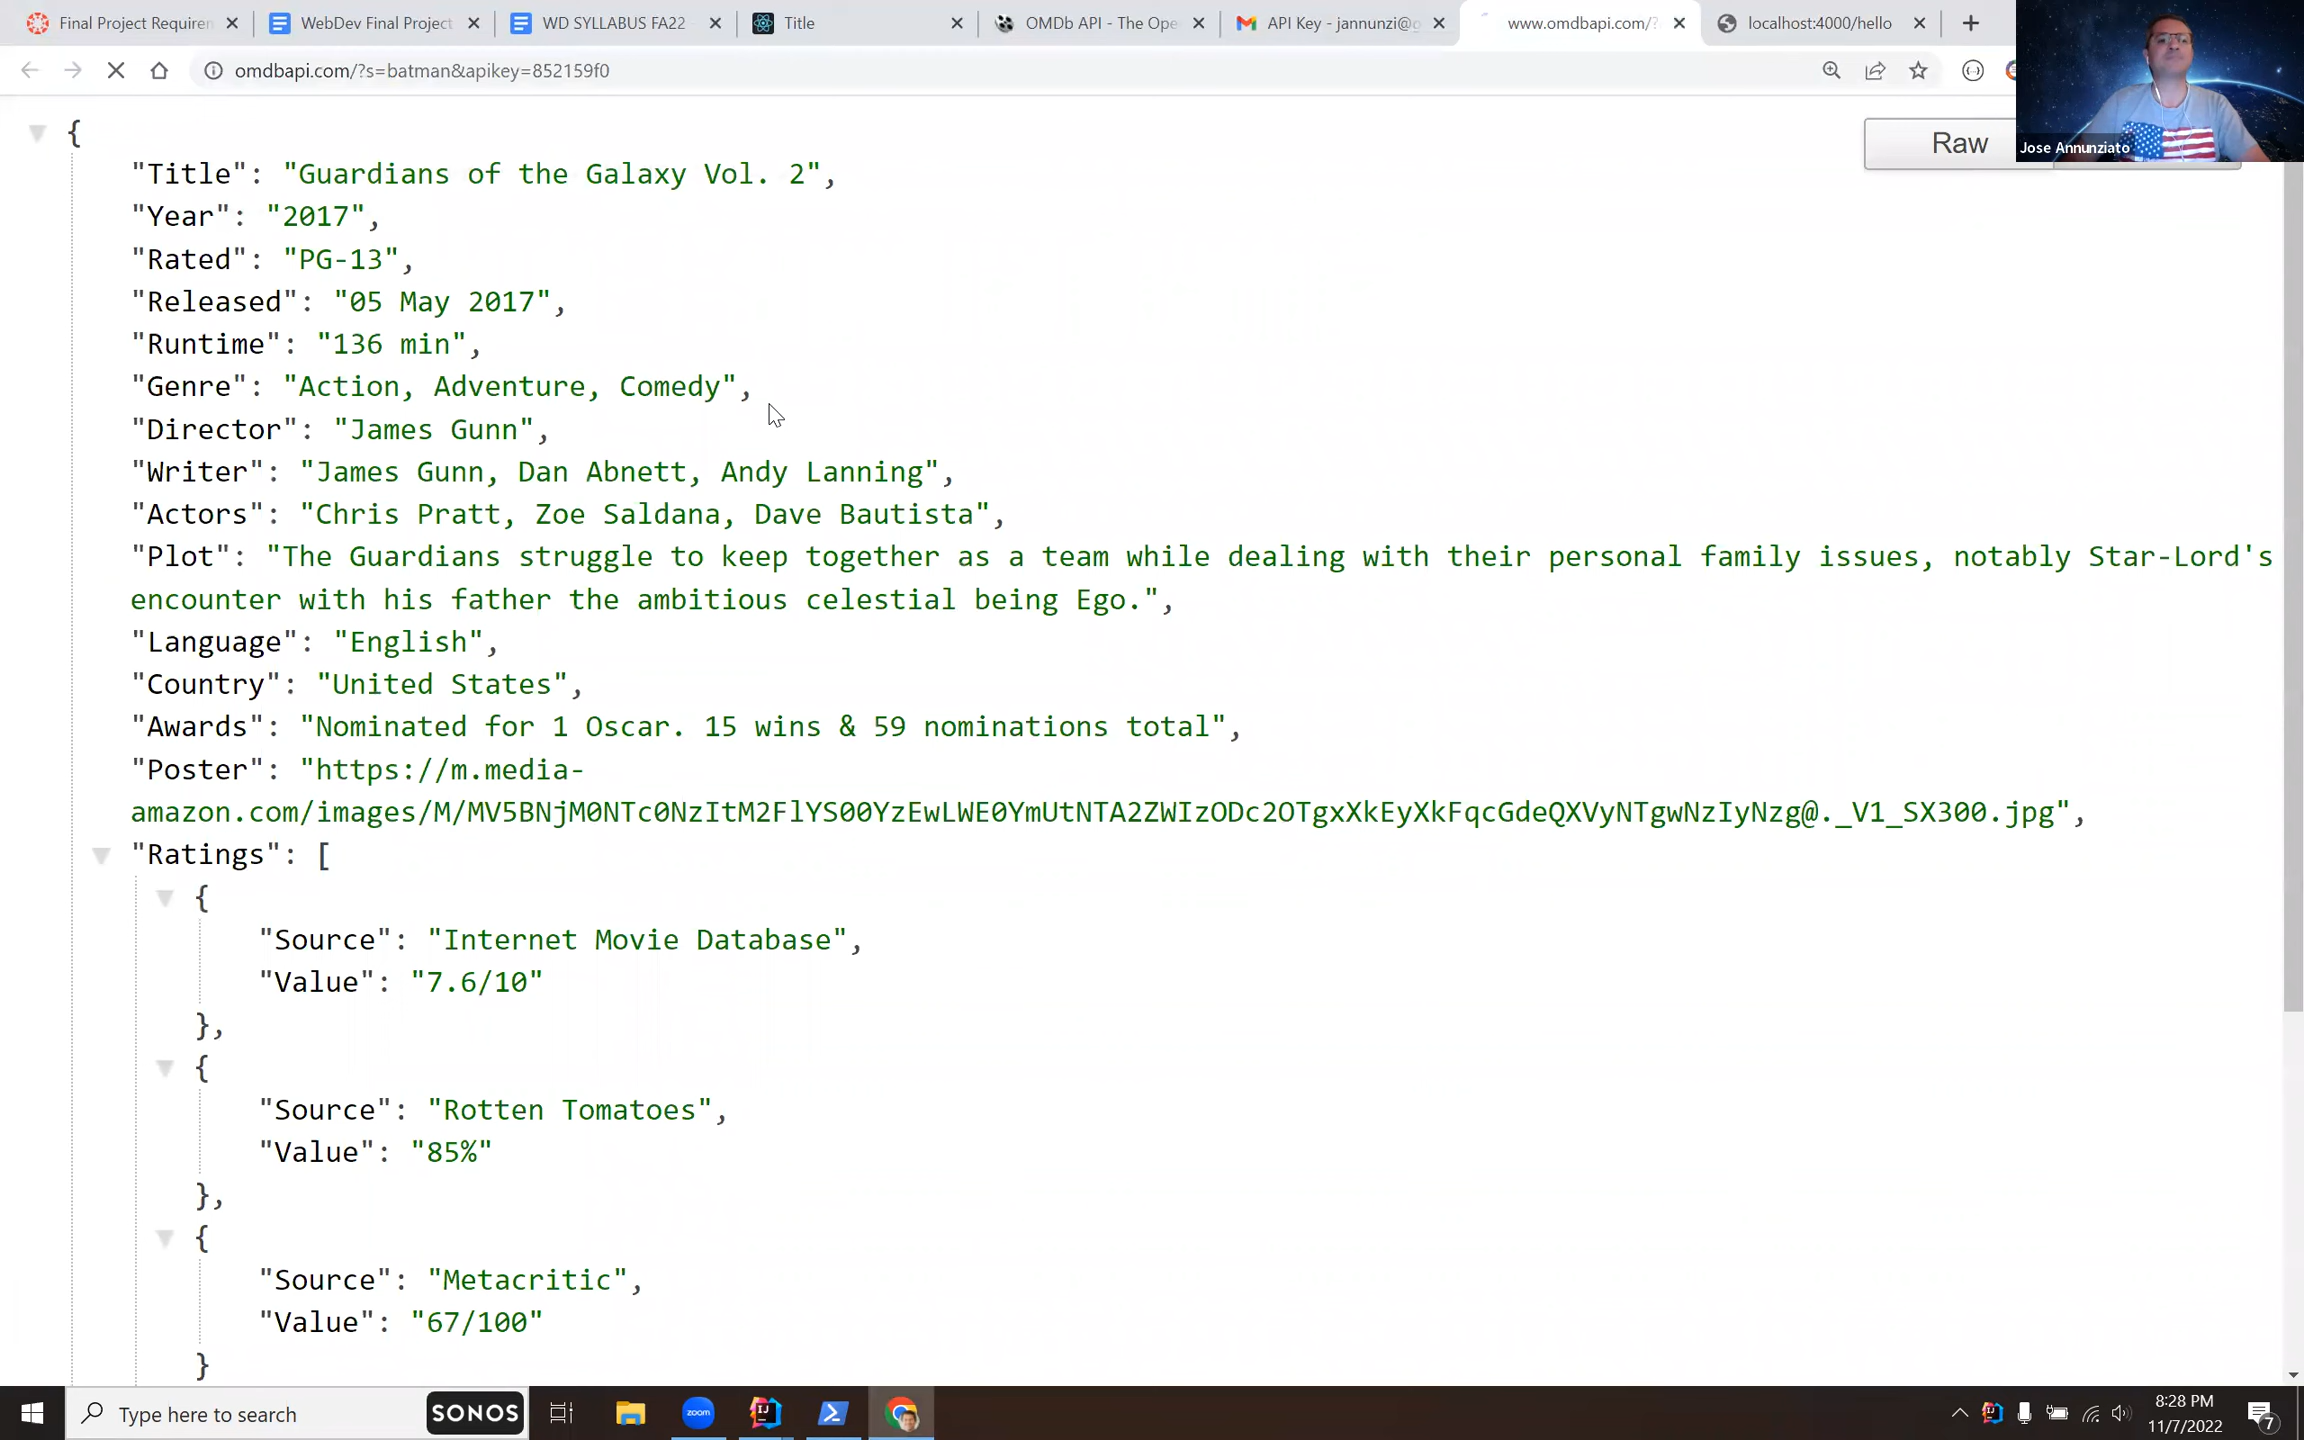 Final Project Requiren
WebDev Final Project
WD SYLLABUS FA22
Title
OMDb API - The Ope
API Key - jannunzi@g
www.omdbapi.com/?
localhost:4000/hello
omdbapi.com/?s=batman&apikey=852159f0
Raw
Jose Annunziato
{
"Title": "Guardians of the Galaxy Vol. 2",
"Year": "2017",
"Rated": "PG-13",
"Released": "05 May 2017",
"Runtime": "136 min",
"Genre": "Action, Adventure, Comedy",
"Director": "James Gunn",
"Writer": "James Gunn, Dan Abnett, Andy Lanning",
"Actors": "Chris Pratt, Zoe Saldana, Dave Bautista",
"Plot": "The Guardians struggle to keep together as a team while dealing with their personal family issues, notably Star-Lord's
encounter with his father the ambitious celestial being Ego.",
"Language": "English",
"Country": "United States",
"Awards": "Nominated for 1 Oscar. 15 wins & 59 nominations total",
"Poster": "https://m.media-
amazon.com/images/M/MV5BNjM0NTc0NzItM2FlYS00YzEwLWE0YmUtNTA2ZWIzODc2OTgxXkEyXkFqcGdeQXVyNTgwNzIyNzg@._V1_SX300.jpg",
"Ratings": [
{
"Source": "Internet Movie Database",
"Value": "7.6/10"
},
{
"Source": "Rotten Tomatoes",
"Value": "85%"
},
{
"Source": "Metacritic",
"Value": "67/100"
}
Type here to search
SONOS
zoom
IJ
IJ
8:28 PM
11/7/2022
7